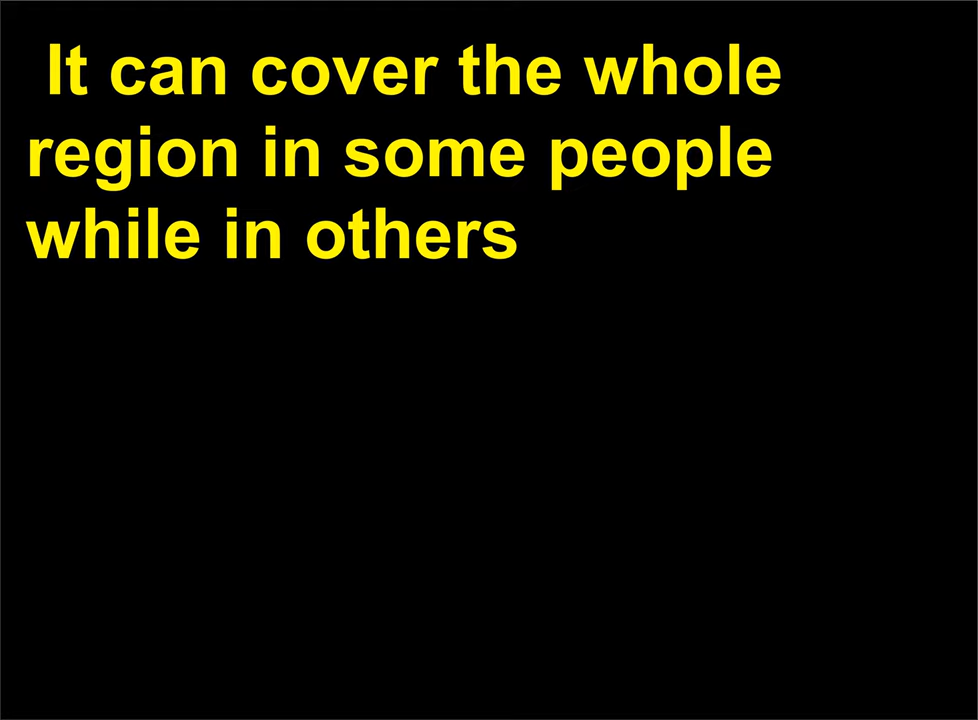 It can cover the whole
region in some people
while in others